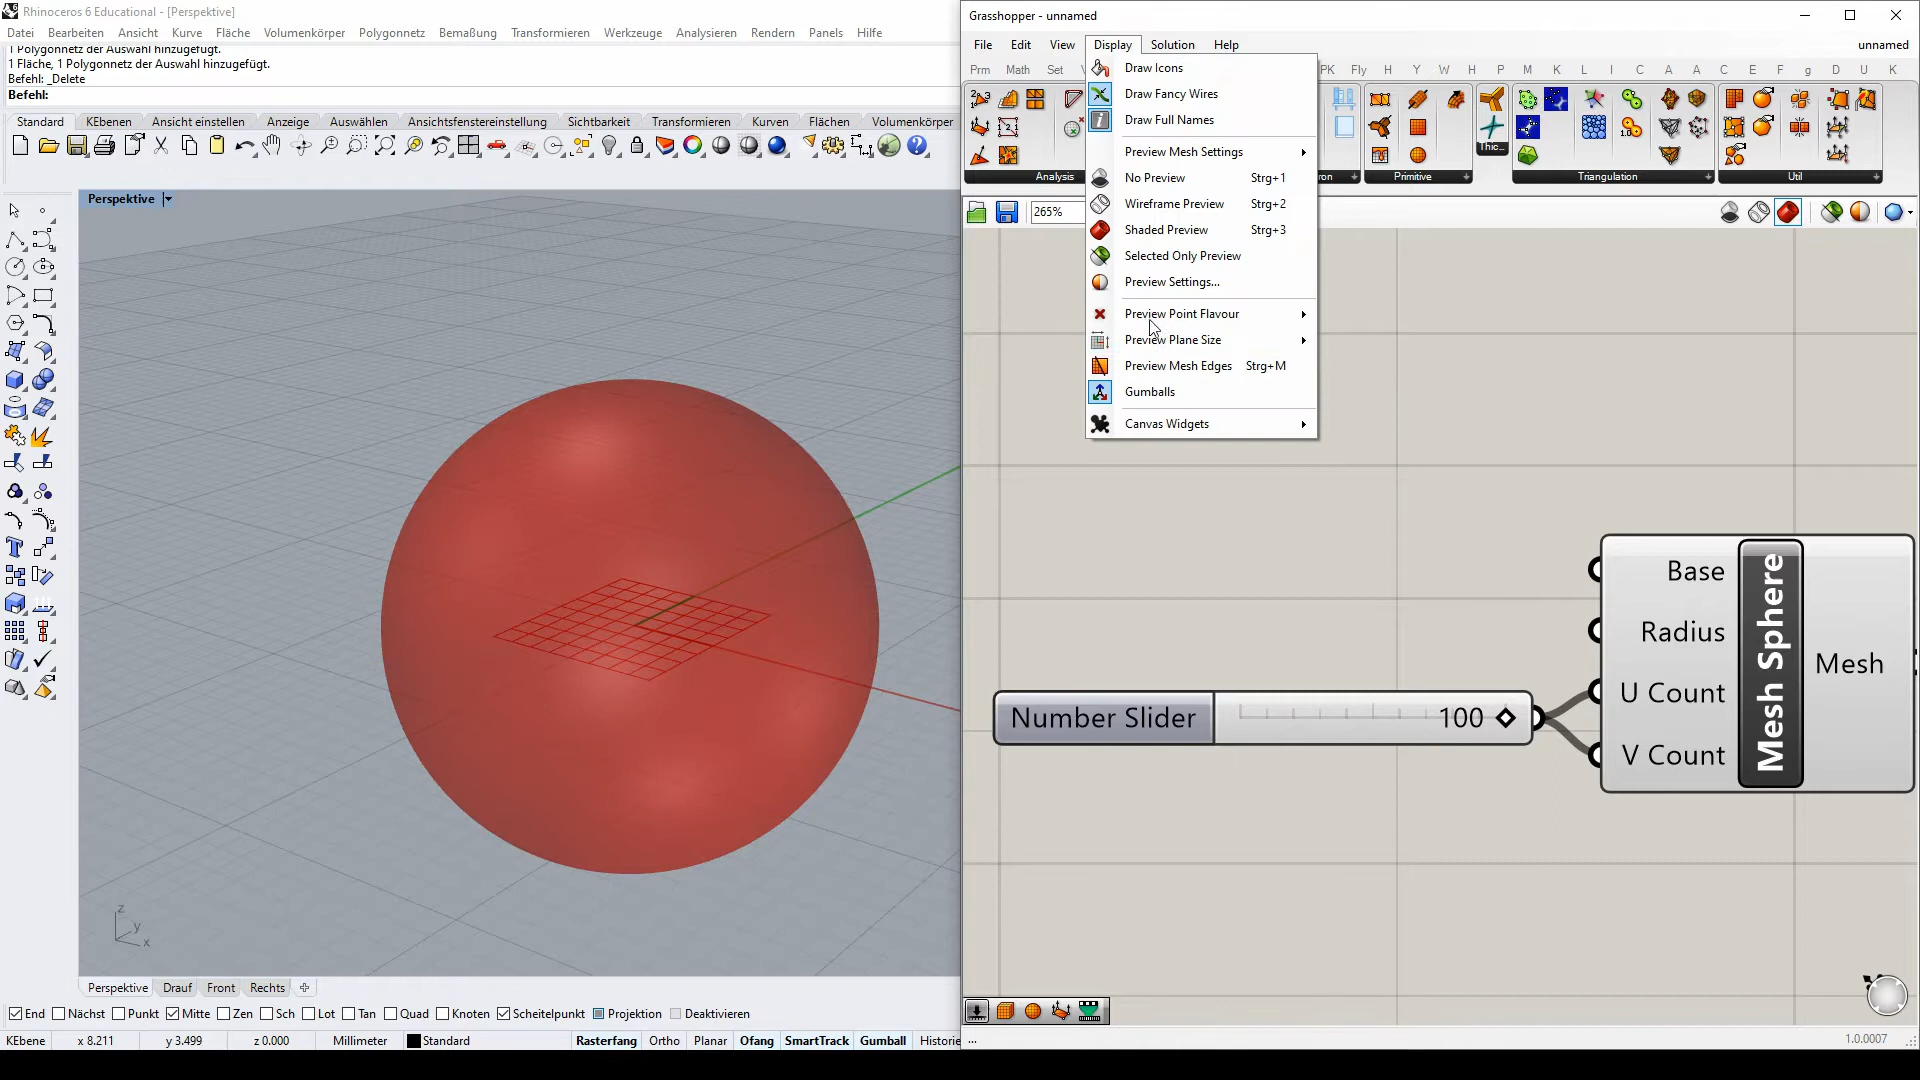 Rhinoceros 6 Educational - [Perspektive]
Datei Bearbeiten Ansicht Kurve Fläche Volumenkörper Polygonnetz Bemaßung Transformieren Werkzeuge Analysieren Rendern Panels Hilfe
1 Polygonnetz der Auswahl hinzugefügt.
1 Fläche, 1 Polygonnetz der Auswahl hinzugefügt.
Befehl: _Delete
Befehl:
Standard KEbenen Ansicht einstellen Anzeige Auswählen Ansichtsfenstereinstellung Sichtbarkeit Transformieren Kurven Flächen Volumenkörper
Perspektive
z
y
x
Perspektive Drauf Front Rechts
End Nächst Punkt Mitte Zen Sch Lot Tan Quad Knoten Scheitelpunkt Projektion Deaktivieren
KEbene x 8.211 y 3.499 z 0.000 Millimeter Standard Rasterfang Ortho Planar Ofang SmartTrack Gumball Historie
Grasshopper - unnamed
File Edit View Display Solution Help unnamed
Prm Math Set PK Fly H Y W H P M K L I C A A C E F g D U K
Analysis ron Primitive Thic... Triangulation Util
265%
Draw Icons
Draw Fancy Wires
Draw Full Names
Preview Mesh Settings
No Preview Strg+1
Wireframe Preview Strg+2
Shaded Preview Strg+3
Selected Only Preview
Preview Settings...
Preview Point Flavour
Preview Plane Size
Preview Mesh Edges Strg+M
Gumballs
Canvas Widgets
Number Slider 100
Base
Radius
U Count
V Count
Mesh Sphere
Mesh
...
1.0.0007